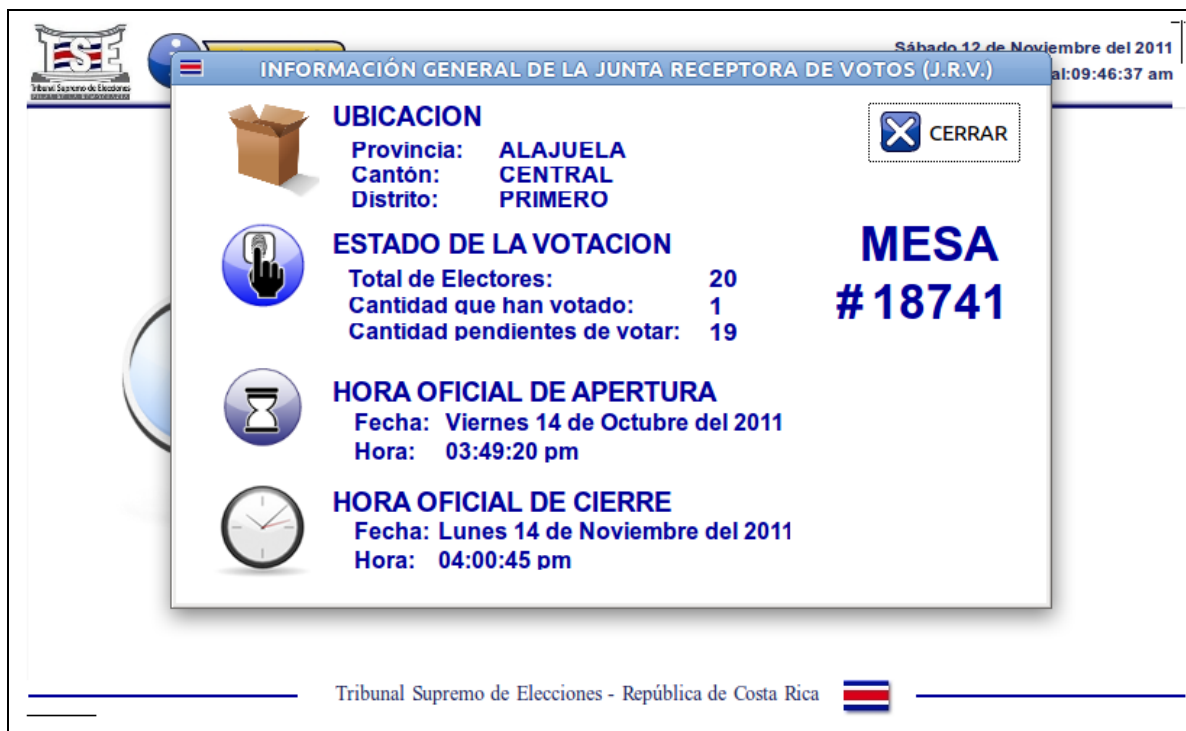 TSE
Tribunal Supremo de Elecciones
Sábado 12 de Noviembre del 2011
al:09:46:37 am
INFORMACIÓN GENERAL DE LA JUNTA RECEPTORA DE VOTOS (J.R.V.)
UBICACION
CERRAR
Provincia: ALAJUELA
Cantón: CENTRAL
Distrito: PRIMERO
ESTADO DE LA VOTACION
Total de Electores: 20
Cantidad que han votado: 1
Cantidad pendientes de votar: 19
MESA
#18741
HORA OFICIAL DE APERTURA
Fecha: Viernes 14 de Octubre del 2011
Hora: 03:49:20 pm
HORA OFICIAL DE CIERRE
Fecha: Lunes 14 de Noviembre del 2011
Hora: 04:00:45 pm
Tribunal Supremo de Elecciones - República de Costa Rica